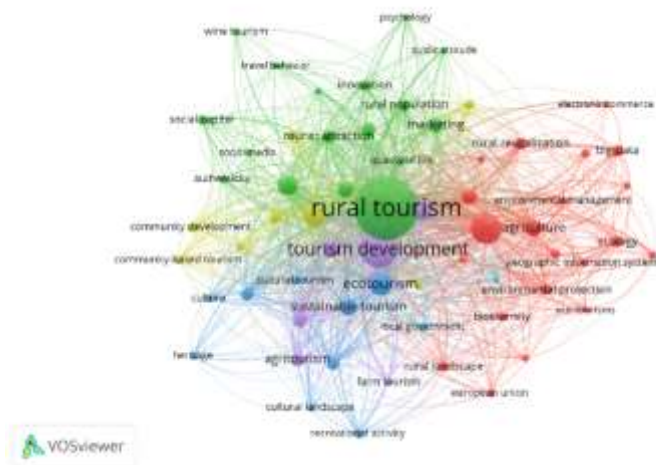 psychology
wine tourism
public attitude
travel behavior
innovation
rural population
electronic commerce
social capital
marketing
tourist attraction
rural revitalization
social media
big data
quality of life
authenticity
environmental management
rural tourism
agriculture
community development
tourism development
ecology
community-based tourism
geographic information system
ecotourism
cultural tourism
environmental protection
culture
sustainable tourism
ecosystems
biodiversity
local government
heritage
agritourism
rural landscape
farm tourism
european union
cultural landscape
recreational activity
VOSviewer